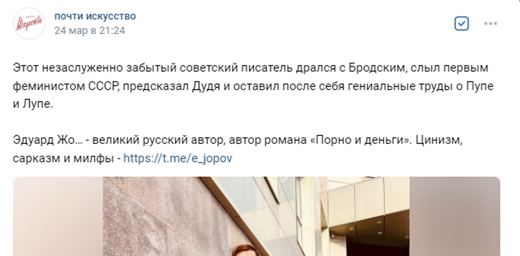 почти искусство
24 мар в 21:24
Этот незаслуженно забытый советский писатель дрался с Бродским, слыл первым
феминистом СССР, предсказал Дудя и оставил после себя гениальные труды о Пупе
и Лупе.
Эдуард Жо... - великий русский автор, автор романа «Порно и деньги». Цинизм,
сарказм и милфы - https://t.me/e_jopov